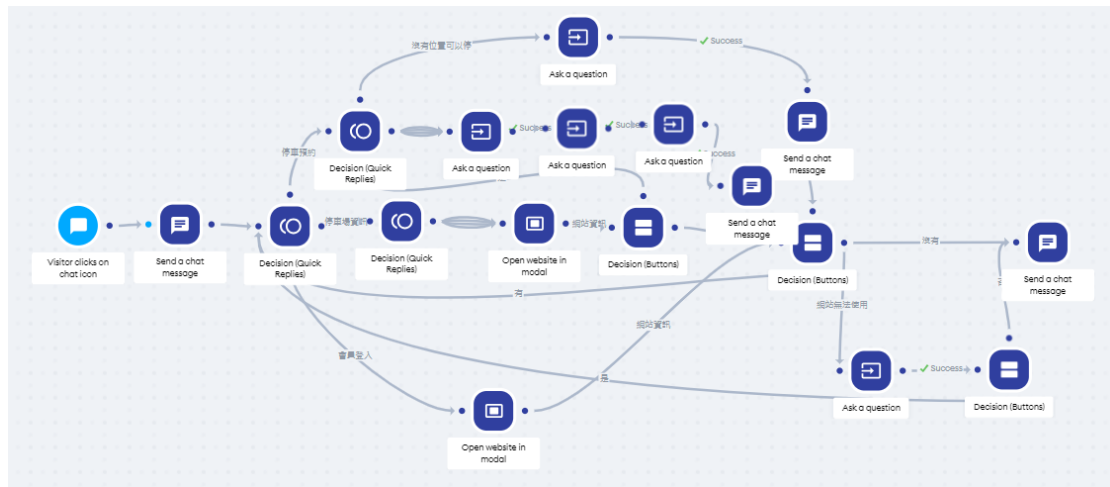 沒有位置可以停
Success
Ask a question
Send a chat
message
停車預約
Decision (Quick
Replies)
Ask a question
Success
Ask a question
Success
Ask a question
Success
Send a chat
message
Visitor clicks on
chat icon
Send a chat
message
Decision (Quick
Replies)
停車場資訊
Decision (Quick
Replies)
Open website in
modal
網站資訊
Decision (Buttons)
Decision (Buttons)
沒有
Send a chat
message
有
網站無法使用
網站資訊
會員登入
是
Ask a question
Success
Decision (Buttons)
Open website in
modal